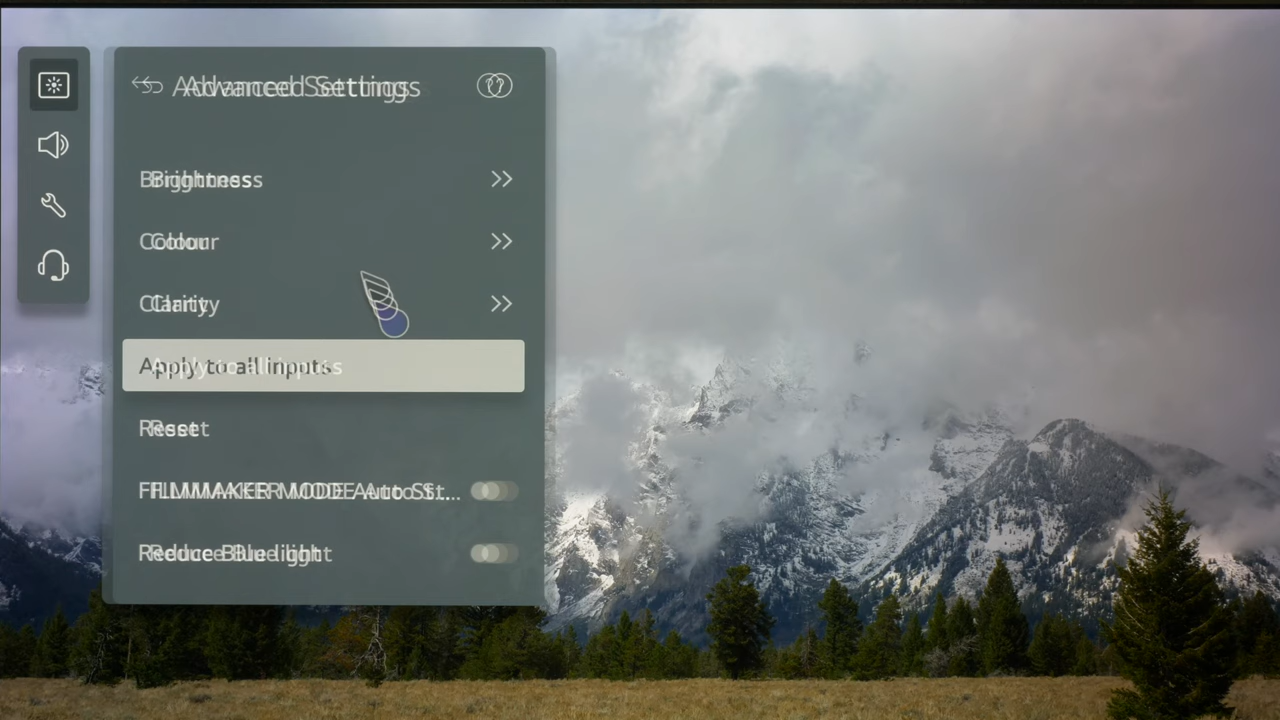 Advanced Settings
Brightness
Colour
Clarity
Apply to all inputs
Reset
FILMMAKER MODE Auto St...
Reduce Blue light